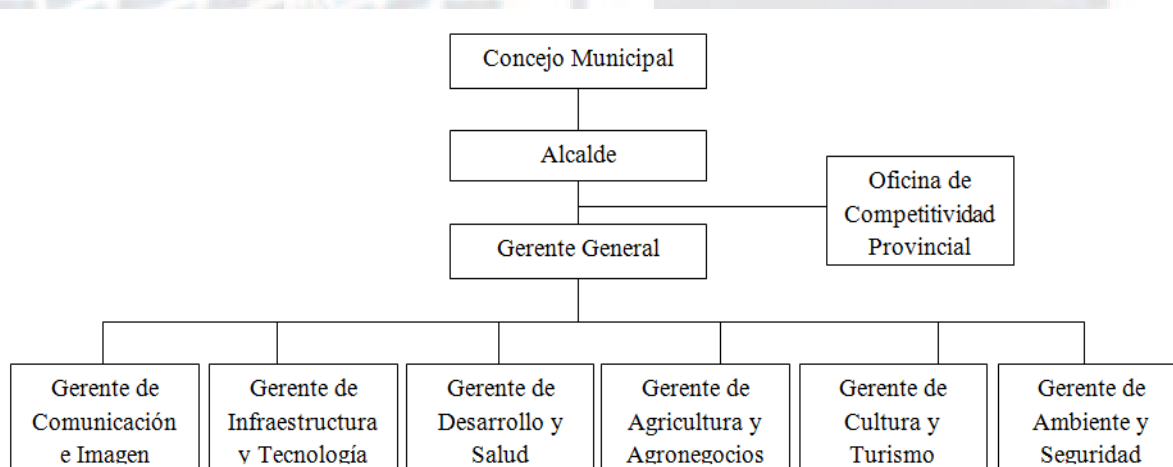 Concejo Municipal
Alcalde
Oficina de
Competitividad
Provincial
Gerente General
Gerente de
Comunicación
e Imagen
Gerente de
Infraestructura
y Tecnología
Gerente de
Desarrollo y
Salud
Gerente de
Agricultura y
Agronegocios
Gerente de
Cultura y
Turismo
Gerente de
Ambiente y
Seguridad